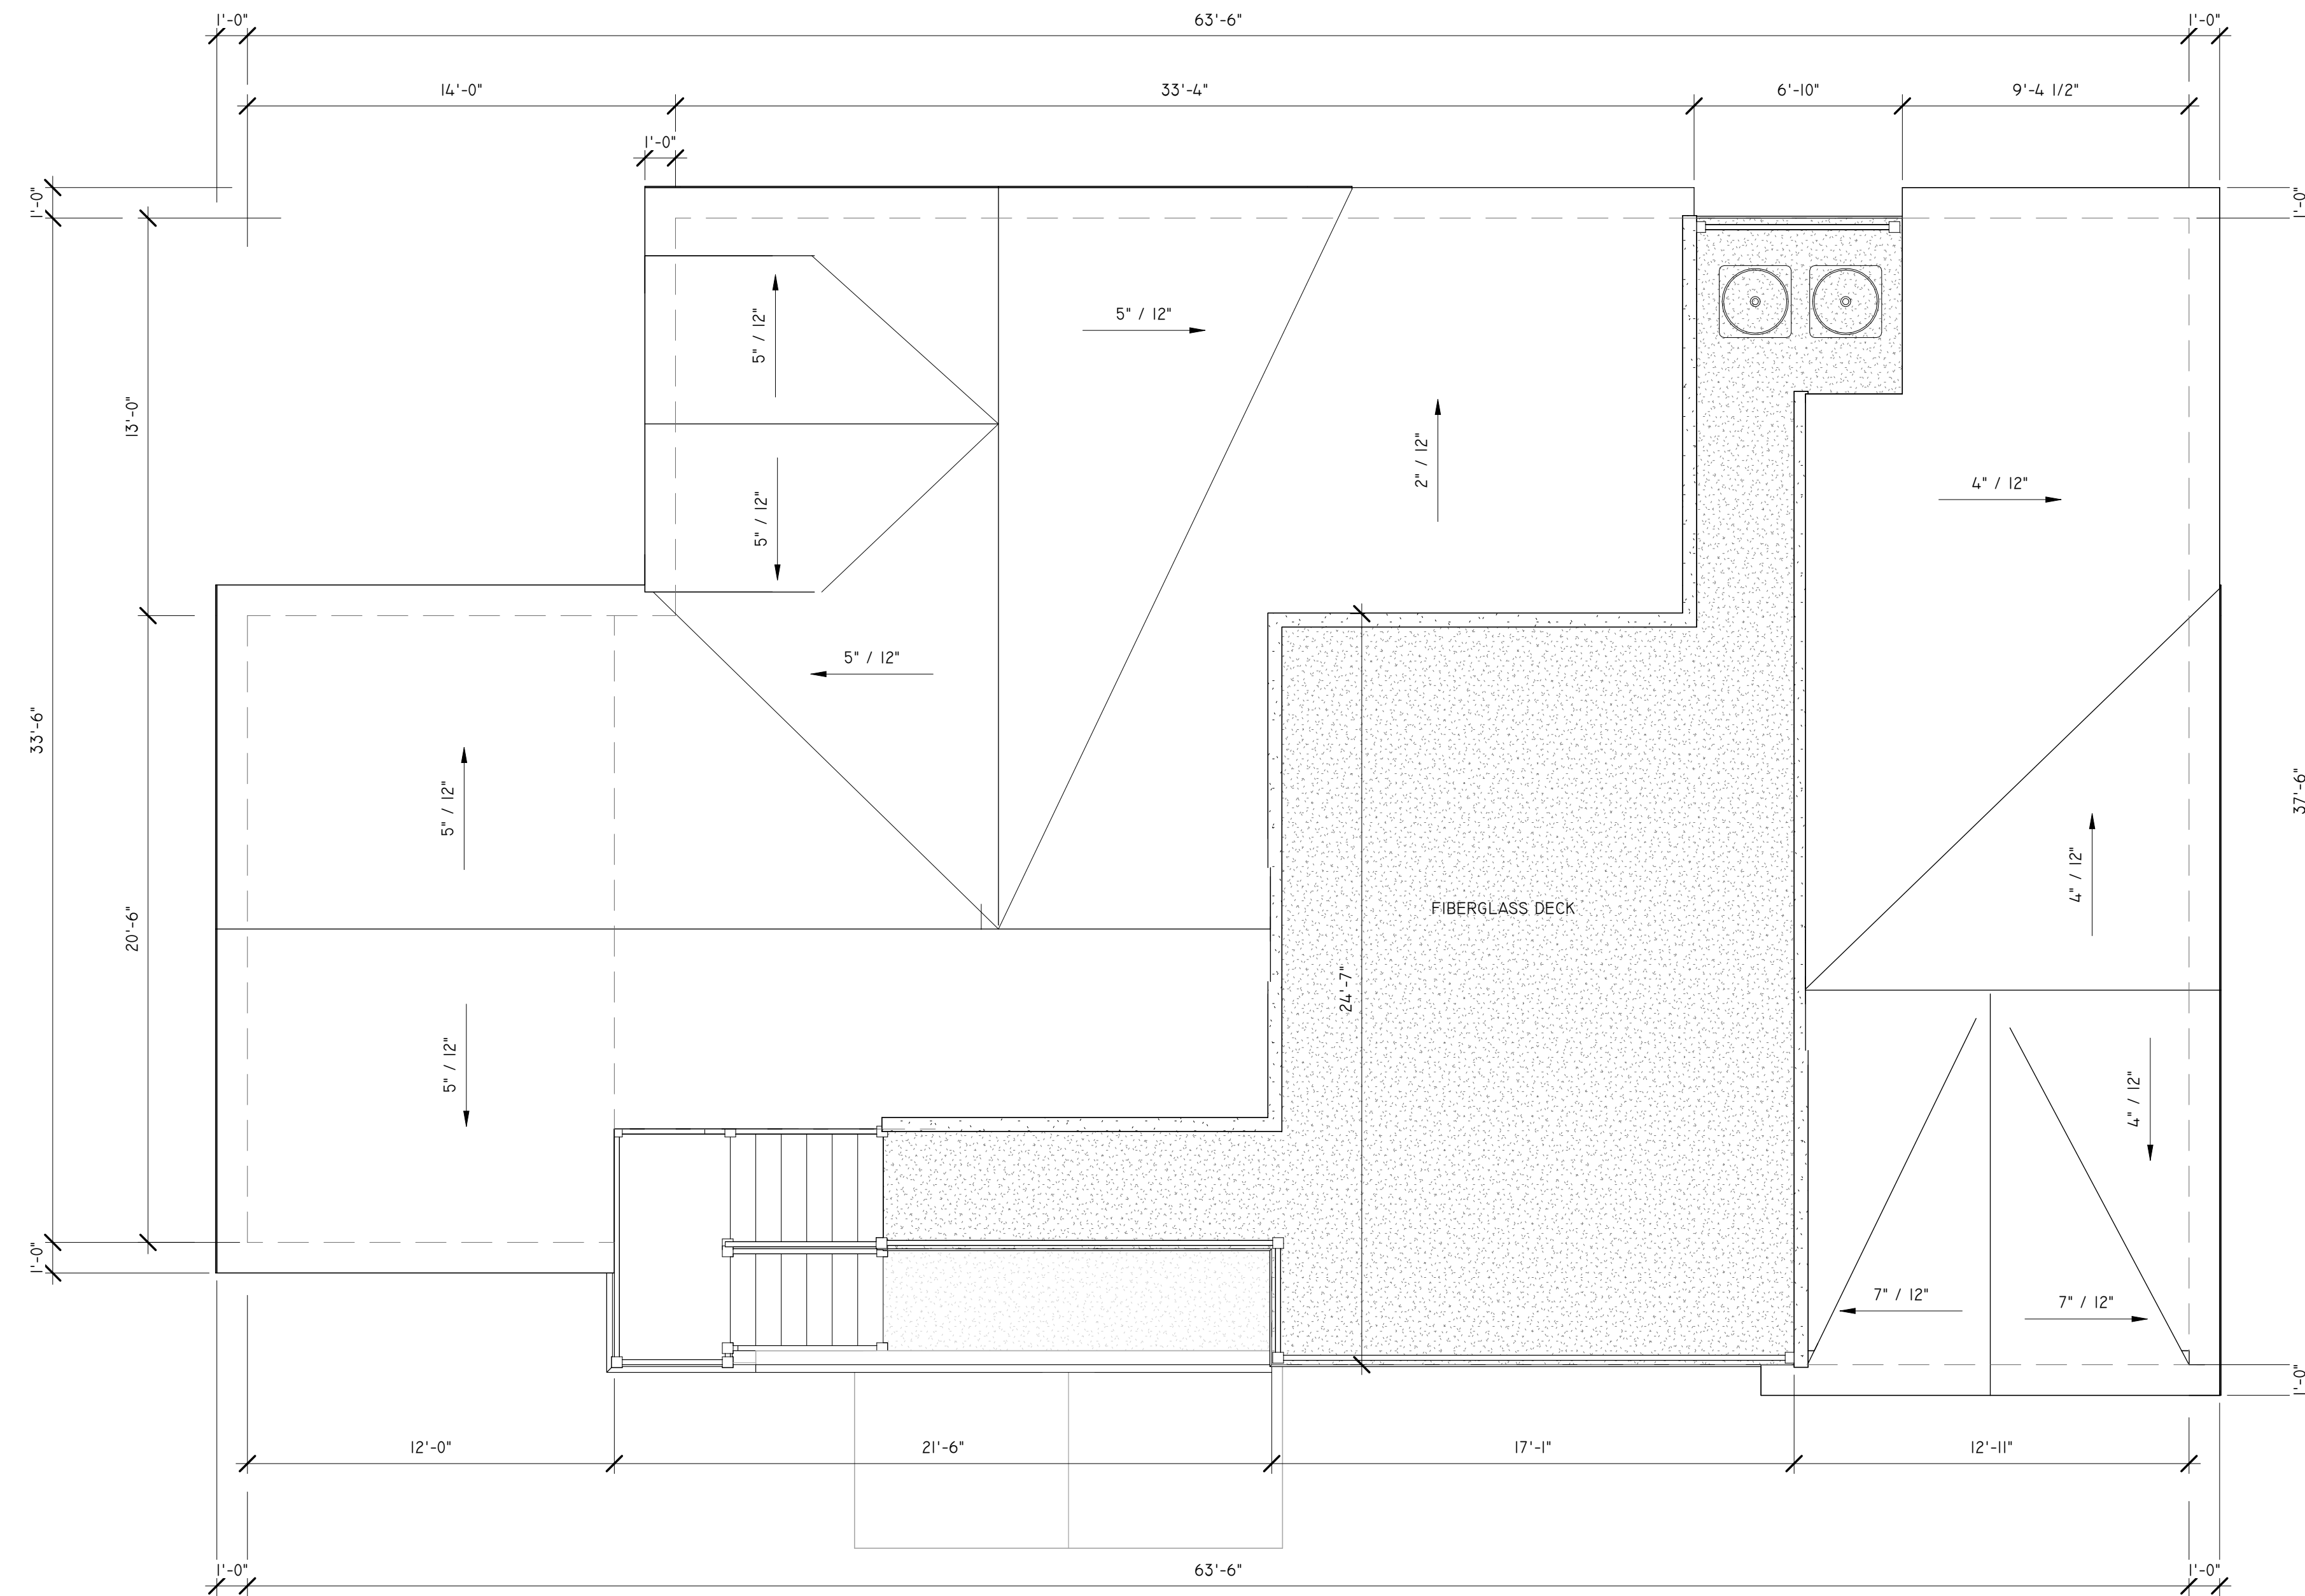 1'-0" 63'-6" 1'-0"
14'-0" 33'-4" 6'-10" 9'-4 1/2"
1'-0"
1'-0" 1'-0"
5" / 12" 5" / 12"
13'-0" 2" / 12"
4" / 12"
5" / 12"
5" / 12"
33'-6" 37'-6"
5" / 12"
4" / 12"
20'-6" FIBERGLASS DECK
24'-7"
5" / 12" 4" / 12"
1'-0" 7" / 12" 7" / 12"
1'-0"
12'-0" 21'-6" 17'-1" 12'-11"
1'-0" 63'-6" 1'-0"